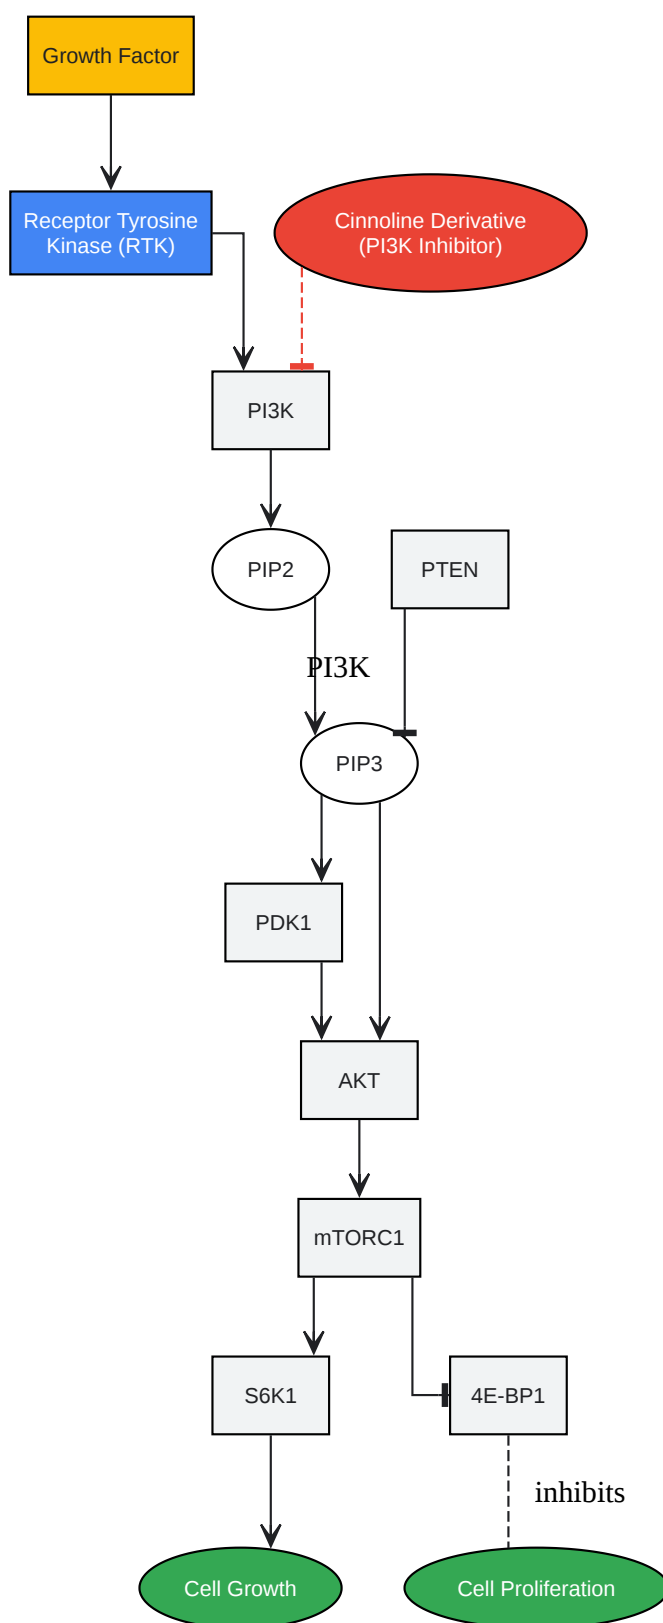 Growth Factor
Receptor Tyrosine
Kinase (RTK)
Cinnoline Derivative
(PI3K Inhibitor)
PI3K
PIP2
PTEN
PI3K
PIP3
PDK1
AKT
mTORC1
S6K1
4E-BP1
inhibits
Cell Growth
Cell Proliferation